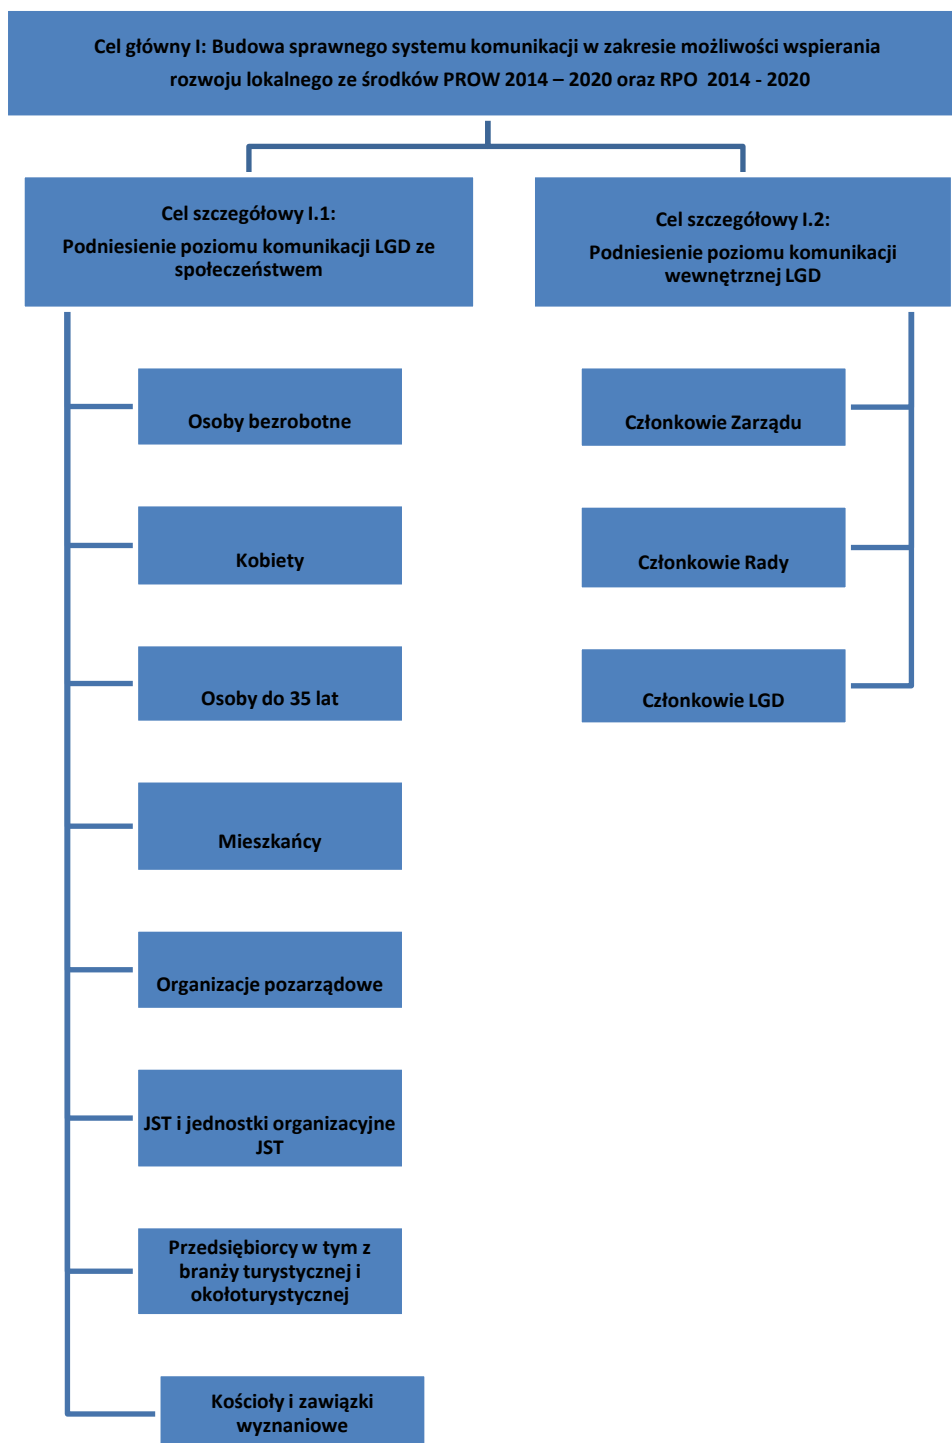 Cel główny I: Budowa sprawnego systemu komunikacji w zakresie możliwości wspierania
rozwoju lokalnego ze środków PROW 2014 – 2020 oraz RPO  2014 - 2020
Cel szczegółowy I.1:
Podniesienie poziomu komunikacji LGD ze
społeczeństwem
Osoby bezrobotne
Kobiety
Osoby do 35 lat
Mieszkańcy
Organizacje pozarządowe
JST i jednostki organizacyjne
JST
Przedsiębiorcy w tym z
branży turystycznej i
okołoturystycznej
Kościoły i zawiązki
wyznaniowe
Cel szczegółowy I.2:
Podniesienie poziomu komunikacji
wewnętrznej LGD
Członkowie Zarządu
Członkowie Rady
Członkowie LGD